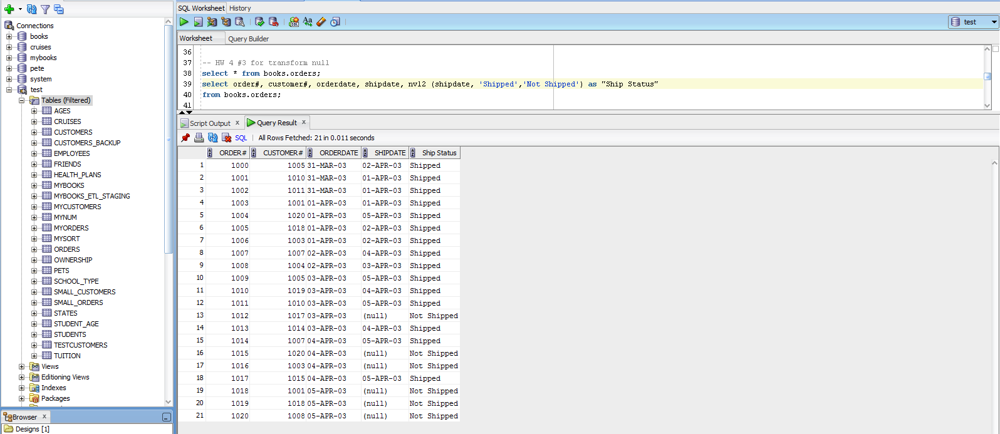 Connections
books
cruises
mybooks
pete
system
test
Tables (Filtered)
AGES
CRUISES
CUSTOMERS
CUSTOMERS_BACKUP
EMPLOYEES
FRIENDS
HEALTH_PLANS
MYBOOKS
MYBOOKS_ETL_STAGING
MYCUSTOMERS
MYNUM
MYORDERS
MYSORT
ORDERS
OWNERSHIP
PETS
SCHOOL_TYPE
SMALL_CUSTOMERS
SMALL_ORDERS
STATES
STUDENT_AGE
STUDENTS
TESTCUSTOMERS
TUITION
Views
Editioning Views
Indexes
Packages
Browser x
Designs [1]
SQL Worksheet History
test
Worksheet Query Builder
36
37 -- HW 4 #3 for transform null
38 select * from books.orders;
39 select order#, customer#, orderdate, shipdate, nvl2 (shipdate, 'Shipped','Not Shipped') as "Ship Status"
40 from books.orders;
41
Script Output x Query Result x
SQL | All Rows Fetched: 21 in 0.011 seconds
ORDER# CUSTOMER# ORDERDATE SHIPDATE Ship Status
1 1000 1005 31-MAR-03 02-APR-03 Shipped
2 1001 1010 31-MAR-03 01-APR-03 Shipped
3 1002 1011 31-MAR-03 01-APR-03 Shipped
4 1003 1001 01-APR-03 01-APR-03 Shipped
5 1004 1020 01-APR-03 05-APR-03 Shipped
6 1005 1018 01-APR-03 02-APR-03 Shipped
7 1006 1003 01-APR-03 02-APR-03 Shipped
8 1007 1007 02-APR-03 04-APR-03 Shipped
9 1008 1004 02-APR-03 03-APR-03 Shipped
10 1009 1005 03-APR-03 05-APR-03 Shipped
11 1010 1019 03-APR-03 04-APR-03 Shipped
12 1011 1010 03-APR-03 05-APR-03 Shipped
13 1012 1017 03-APR-03 (null) Not Shipped
14 1013 1014 03-APR-03 04-APR-03 Shipped
15 1014 1007 04-APR-03 05-APR-03 Shipped
16 1015 1020 04-APR-03 (null) Not Shipped
17 1016 1003 04-APR-03 (null) Not Shipped
18 1017 1015 04-APR-03 05-APR-03 Shipped
19 1018 1001 05-APR-03 (null) Not Shipped
20 1019 1018 05-APR-03 (null) Not Shipped
21 1020 1008 05-APR-03 (null) Not Shipped